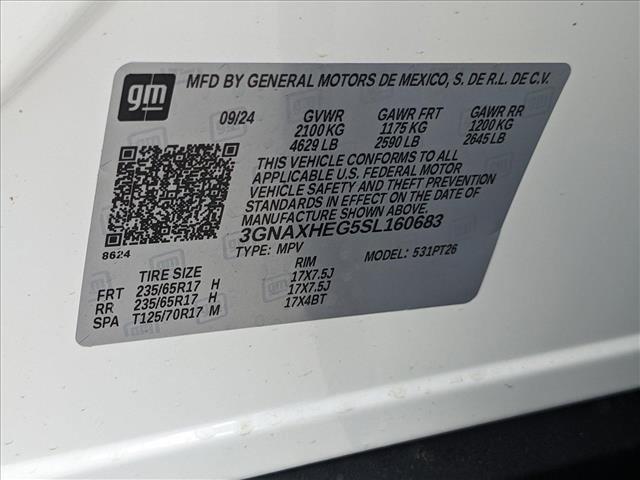 gm
MFD BY GENERAL MOTORS DE MEXICO, S. DE R.L. DE C.V.
09/24 GVWR GAWR FRT GAWR RR
2100 KG 1175 KG 1200 KG
4629 LB 2590 LB 2645 LB
THIS VEHICLE CONFORMS TO ALL
APPLICABLE U.S. FEDERAL MOTOR
VEHICLE SAFETY AND THEFT PREVENTION
STANDARDS IN EFFECT ON THE DATE OF
MANUFACTURE SHOWN ABOVE.
3GNAXHEG5SL160683
8624 TYPE: MPV MODEL: 531PT26
TIRE SIZE RIM
FRT 235/65R17 H 17X7.5J
RR 235/65R17 H 17X7.5J
SPA T125/70R17 M 17X4BT